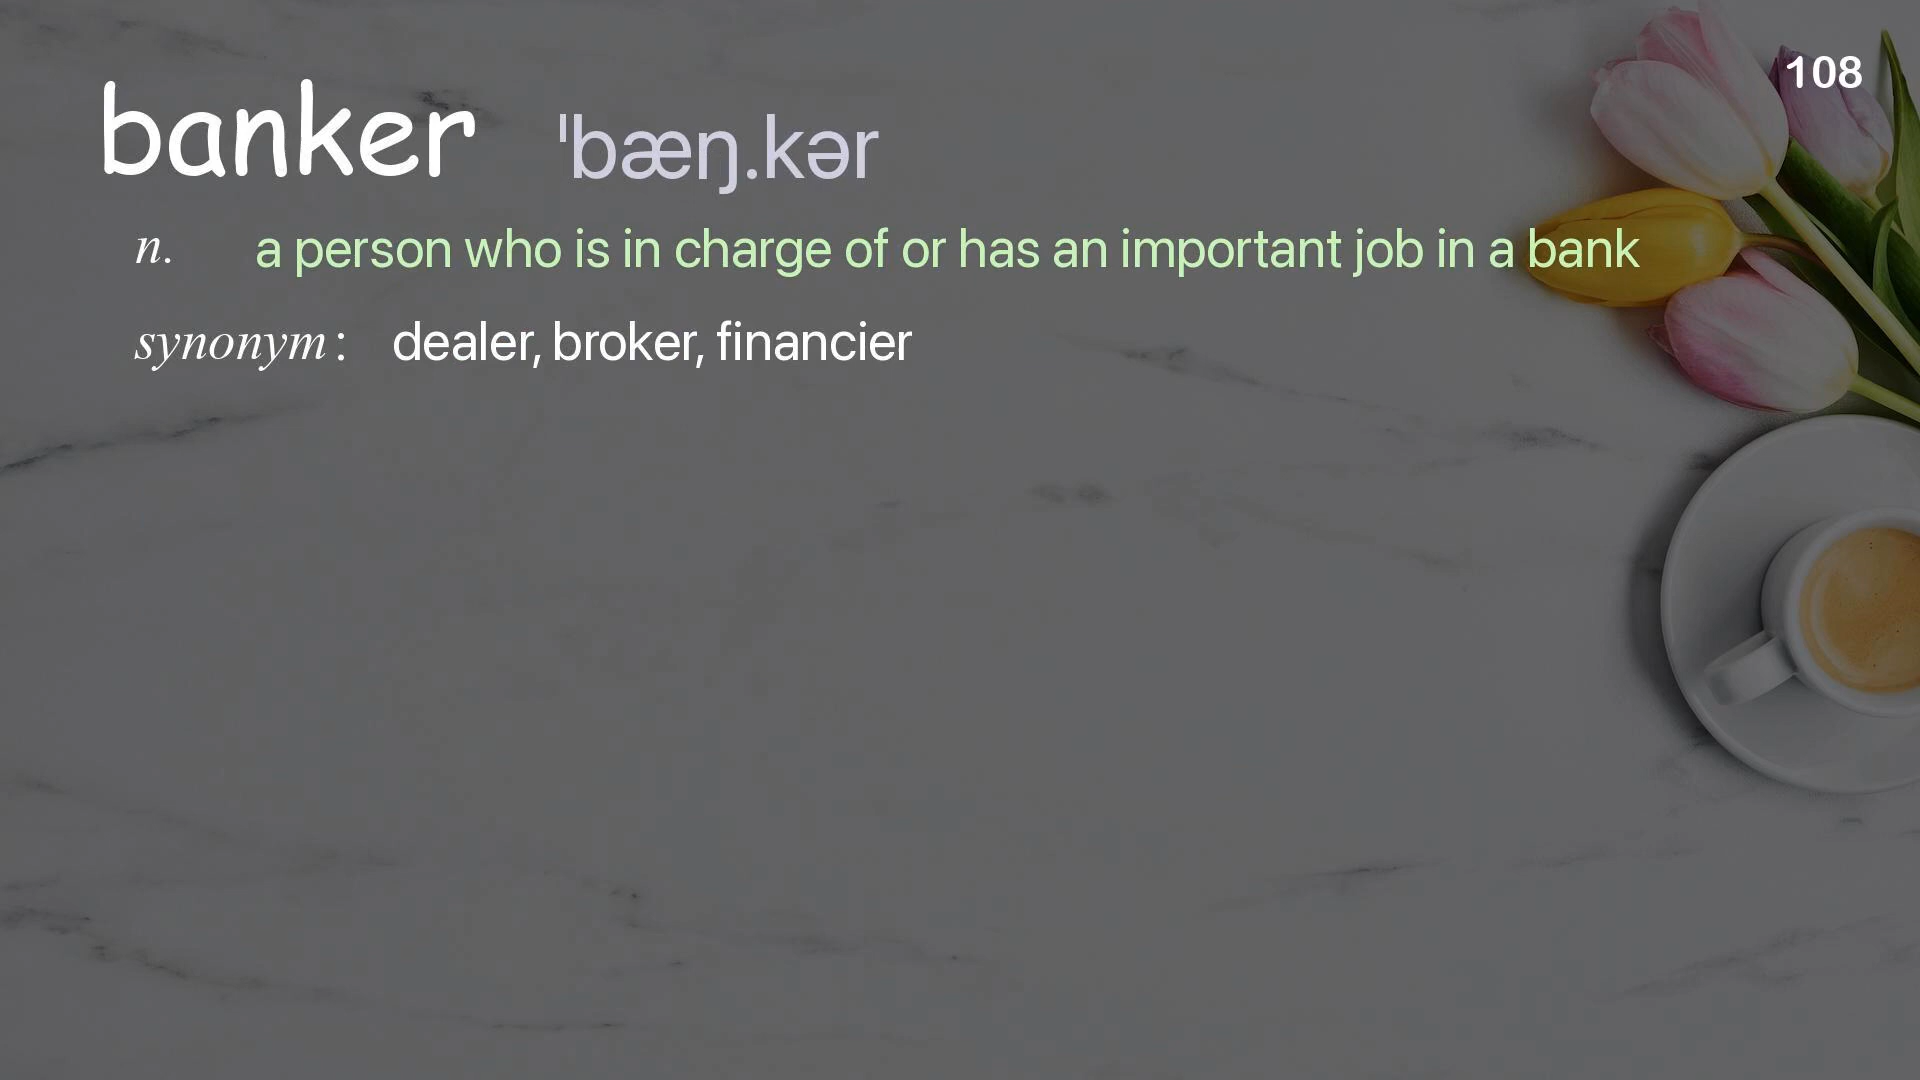 108
banker ˈbæŋ.kər
n. a person who is in charge of or has an important job in a bank
synonym : dealer, broker, financier